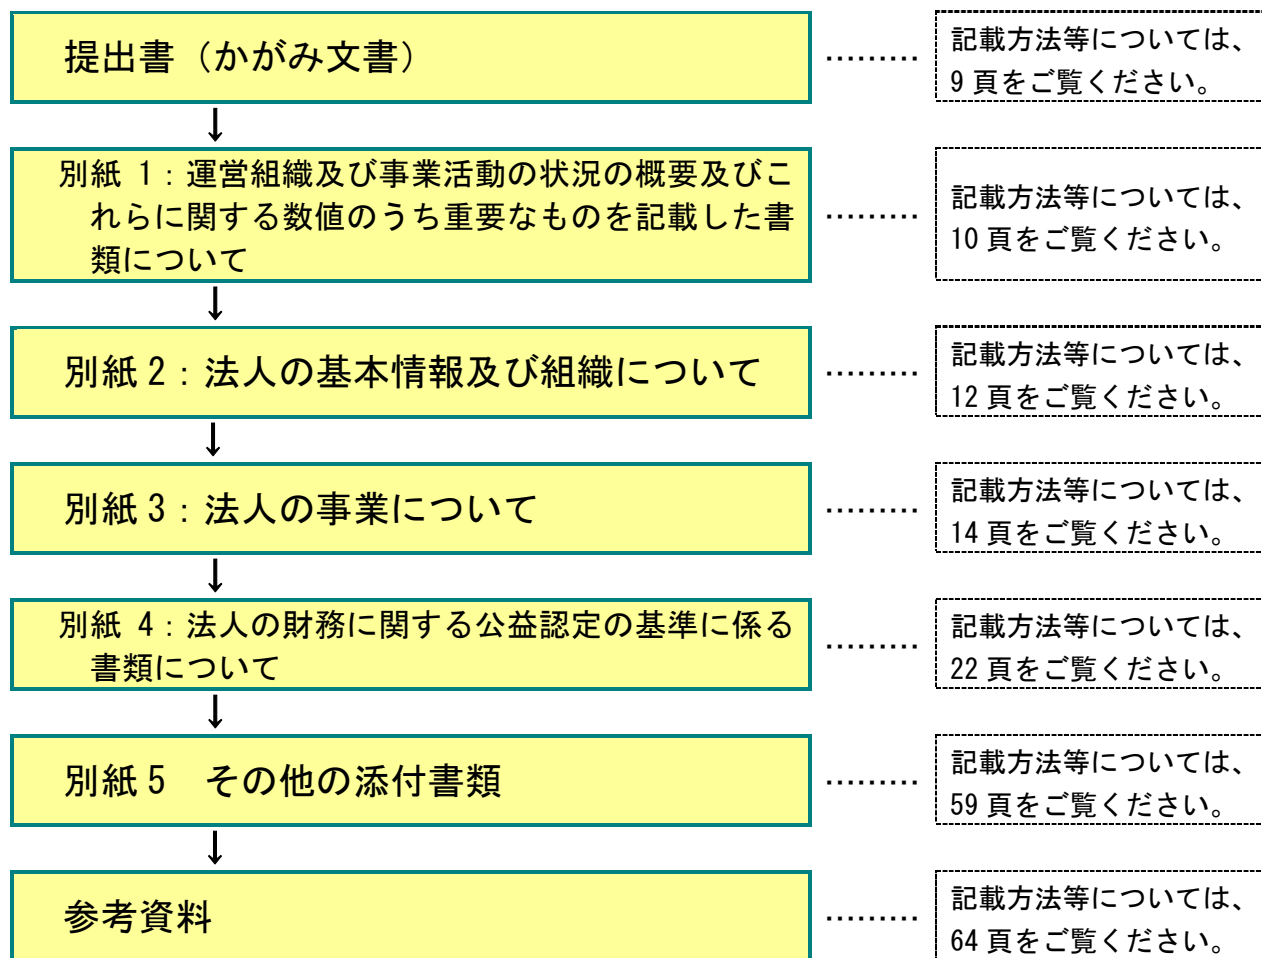 提出書（かがみ文書）
………
記載方法等については、
9 頁をご覧ください。
↓
別紙 1：運営組織及び事業活動の状況の概要及びこ
れらに関する数値のうち重要なものを記載した書
類について
………
記載方法等については、
10 頁をご覧ください。
↓
別紙 2：法人の基本情報及び組織について
………
記載方法等については、
12 頁をご覧ください。
↓
別紙 3：法人の事業について
………
記載方法等については、
14 頁をご覧ください。
↓
別紙 4：法人の財務に関する公益認定の基準に係る
書類について
………
記載方法等については、
22 頁をご覧ください。
↓
別紙 5　その他の添付書類
………
記載方法等については、
59 頁をご覧ください。
↓
参考資料
………
記載方法等については、
64 頁をご覧ください。